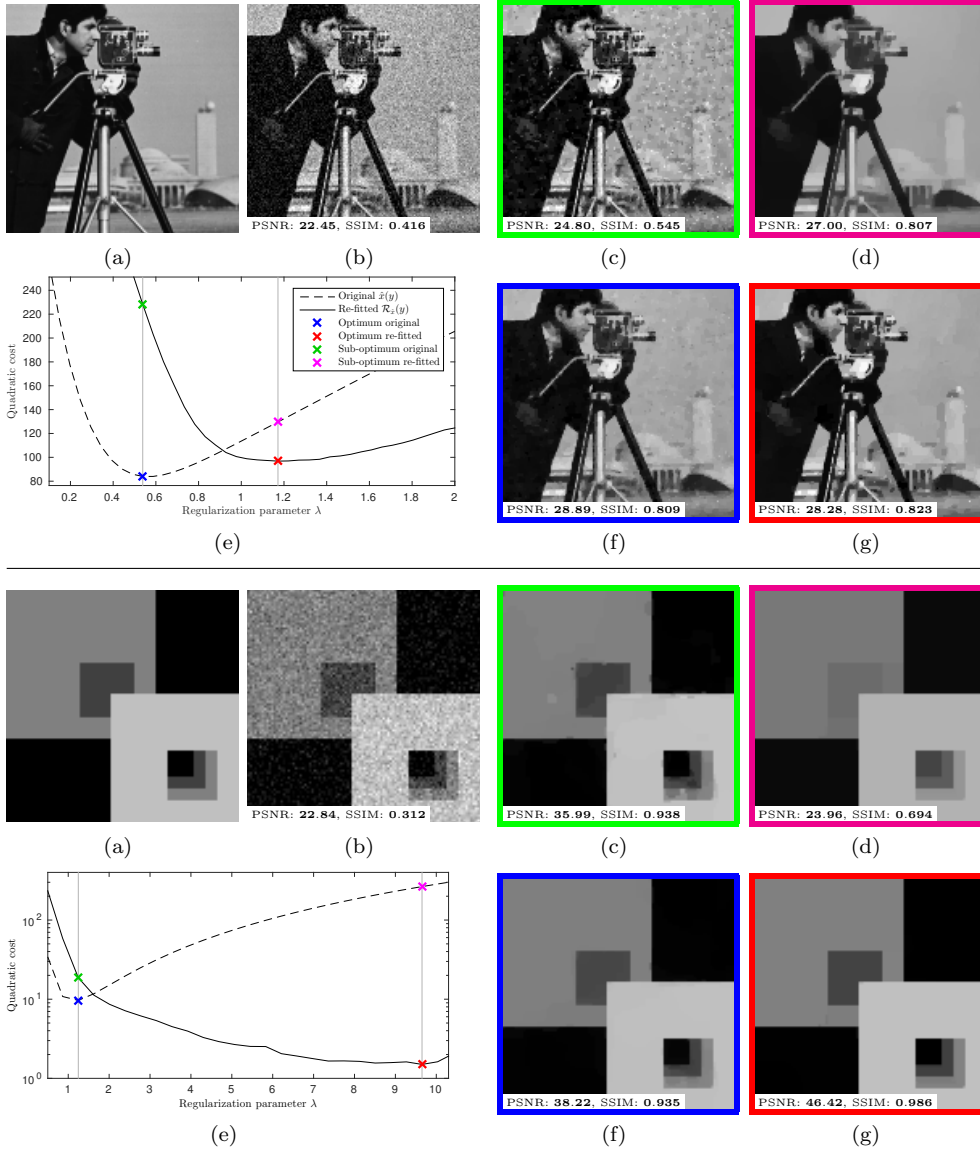 PSNR: 22.45, SSIM: 0.416
PSNR: 24.80, SSIM: 0.545
PSNR: 27.00, SSIM: 0.807
(a)
(b)
(c)
(d)
Quadratic cost
240
220
200
180
160
140
120
100
80
0.2 0.4 0.6 0.8 1 1.2 1.4 1.6 1.8 2
Regularization parameter λ
Original x̂(y)
Re-fitted R_x̂(y)
Optimum original
Optimum re-fitted
Sub-optimum original
Sub-optimum re-fitted
PSNR: 28.89, SSIM: 0.809
PSNR: 28.28, SSIM: 0.823
(e)
(f)
(g)
PSNR: 22.84, SSIM: 0.312
PSNR: 35.99, SSIM: 0.938
PSNR: 23.96, SSIM: 0.694
(a)
(b)
(c)
(d)
Quadratic cost
10^2
10^1
10^0
1 2 3 4 5 6 7 8 9 10
Regularization parameter λ
PSNR: 38.22, SSIM: 0.935
PSNR: 46.42, SSIM: 0.986
(e)
(f)
(g)